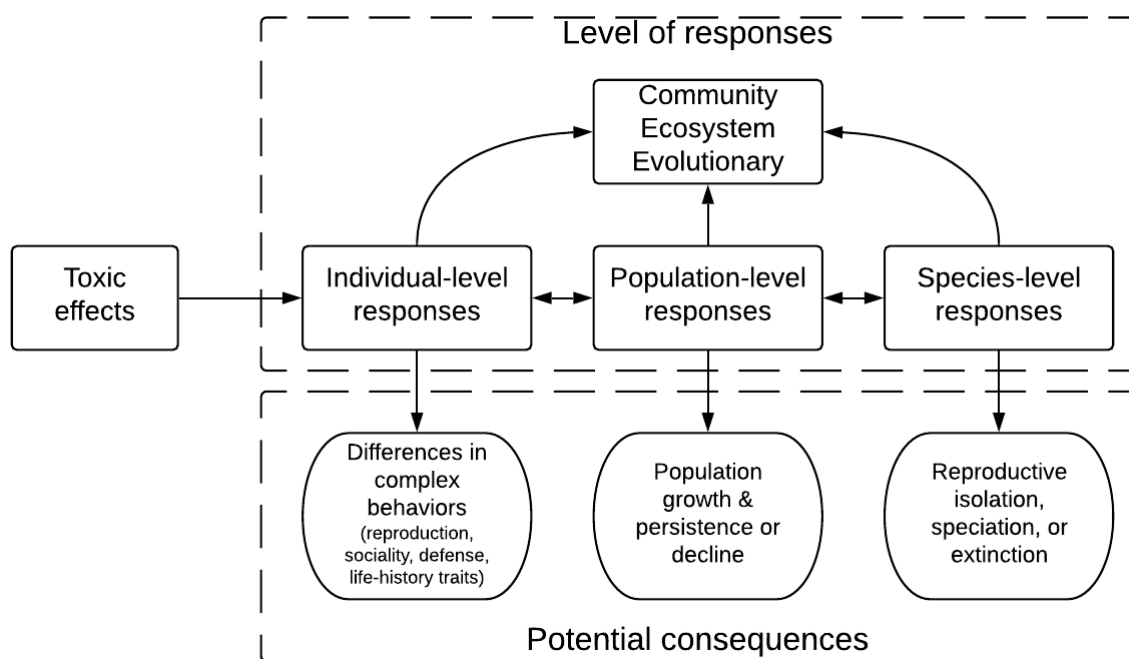 Level of responses
Community
Ecosystem
Evolutionary
Toxic
effects
Individual-level
responses
Population-level
responses
Species-level
responses
Differences in
complex
behaviors
(reproduction,
sociality, defense,
life-history traits)
Population
growth &
persistence or
decline
Reproductive
isolation,
speciation, or
extinction
Potential consequences